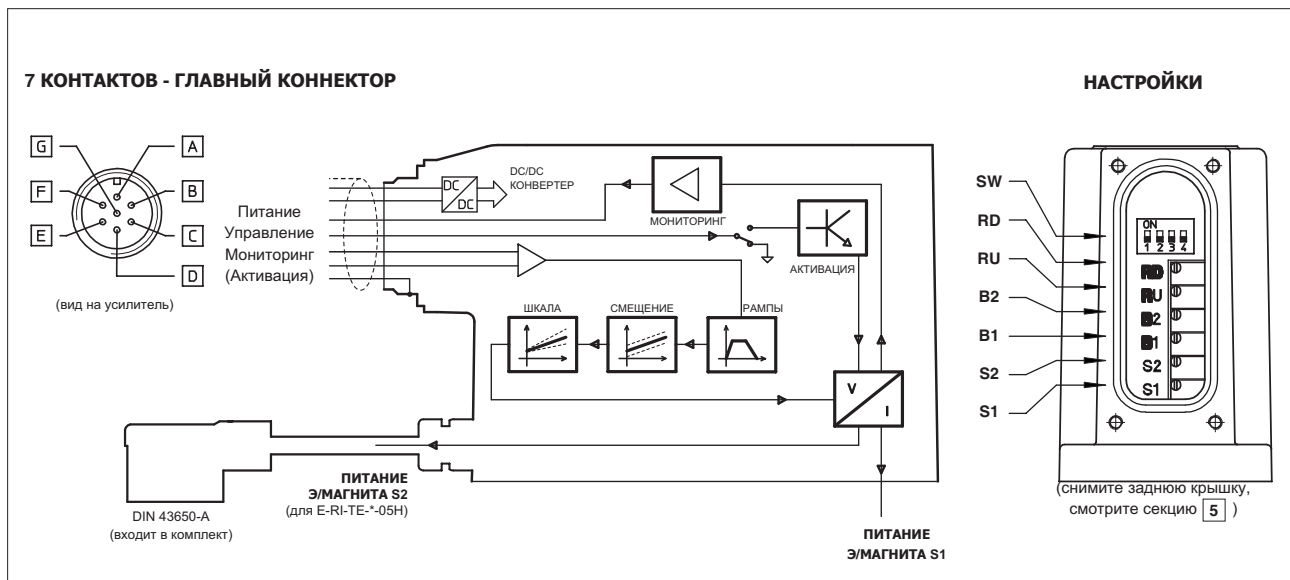 7 КОНТАКТОВ - ГЛАВНЫЙ КОННЕКТОР
G
A
F
B
E
C
D
(вид на усилитель)
Питание
Управление
Мониторинг
(Активация)
DC
DC
DC/DC
КОНВЕРТЕР
МОНИТОРИНГ
АКТИВАЦИЯ
ШКАЛА
СМЕЩЕНИЕ
РАМПЫ
V
I
DIN 43650-A
(входит в комплект)
ПИТАНИЕ
Э/МАГНИТА S2
(для E-RI-TE-*-05H)
ПИТАНИЕ
Э/МАГНИТА S1
НАСТРОЙКИ
SW
RD
RU
B2
B1
S2
S1
ON
1 2 3 4
RD
RU
B2
B1
S2
S1
(снимите заднюю крышку,
смотрите секцию 5 )